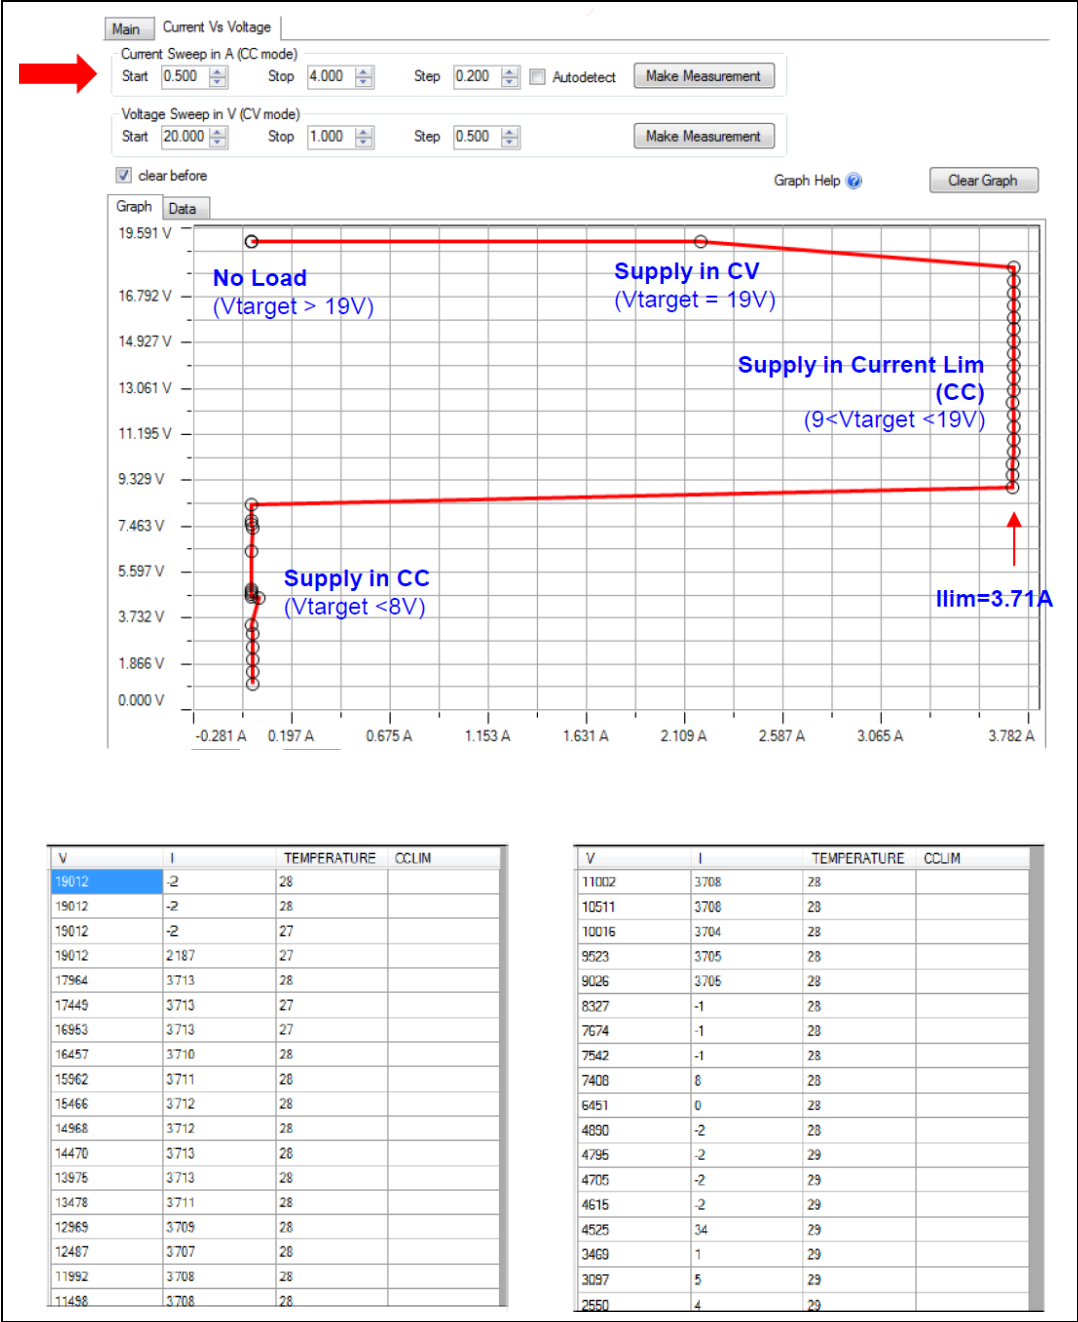 Main Current Vs Voltage
Current Sweep in A (CC mode)
Start 0.500 Stop 4.000 Step 0.200 Autodetect Make Measurement
Voltage Sweep in V (CV mode)
Start 20.000 Stop 1.000 Step 0.500 Make Measurement
clear before
Graph Help ? Clear Graph
Graph Data
19.591 V
16.792 V
14.927 V
13.061 V
11.195 V
9.329 V
7.463 V
5.597 V
3.732 V
1.866 V
0.000 V
No Load
(Vtarget > 19V)
Supply in CV
(Vtarget = 19V)
Supply in Current Lim
(CC)
(9<Vtarget <19V)
Supply in CC
(Vtarget <8V)
Ilim=3.71A
-0.281 A 0.197 A 0.675 A 1.153 A 1.631 A 2.109 A 2.587 A 3.065 A 3.782 A
V I TEMPERATURE CCLIM
19012 -2 28
19012 -2 28
19012 -2 27
19012 2187 27
17964 3713 28
17449 3713 27
16953 3713 27
16457 3710 28
15962 3711 28
15466 3712 28
14968 3712 28
14470 3713 28
13975 3713 28
13478 3711 28
12969 3709 28
12487 3707 28
11992 3708 28
11498 3708 28
V I TEMPERATURE CCLIM
11002 3708 28
10511 3708 28
10016 3704 28
9523 3705 28
9026 3705 28
8327 -1 28
7674 -1 28
7542 -1 28
7408 8 28
6451 0 28
4890 -2 28
4795 -2 29
4705 -2 29
4615 -2 29
4525 34 29
3469 1 29
3097 5 29
2550 4 29